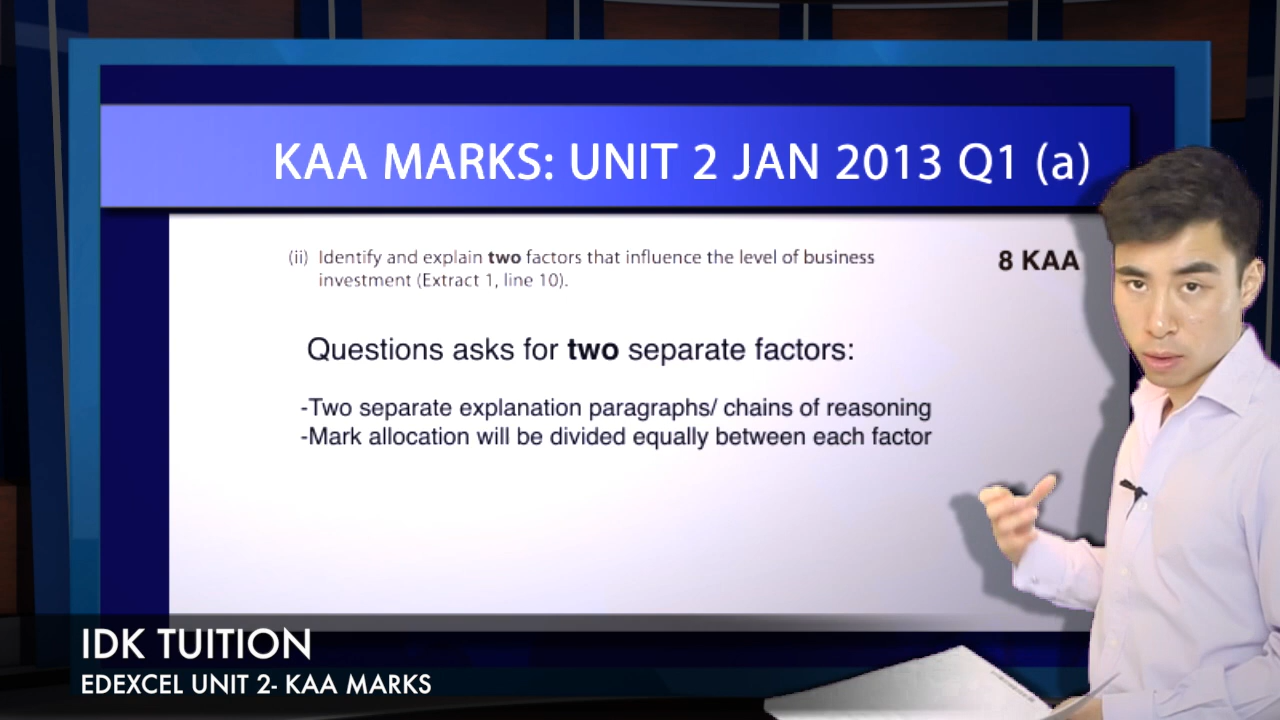 KAA MARKS: UNIT 2 JAN 2013 Q1 (a)
(ii) Identify and explain two factors that influence the level of business
investment (Extract 1, line 10).
8 KAA
Questions asks for two separate factors:
-Two separate explanation paragraphs/ chains of reasoning
-Mark allocation will be divided equally between each factor
IDK TUITION
EDEXCEL UNIT 2- KAA MARKS